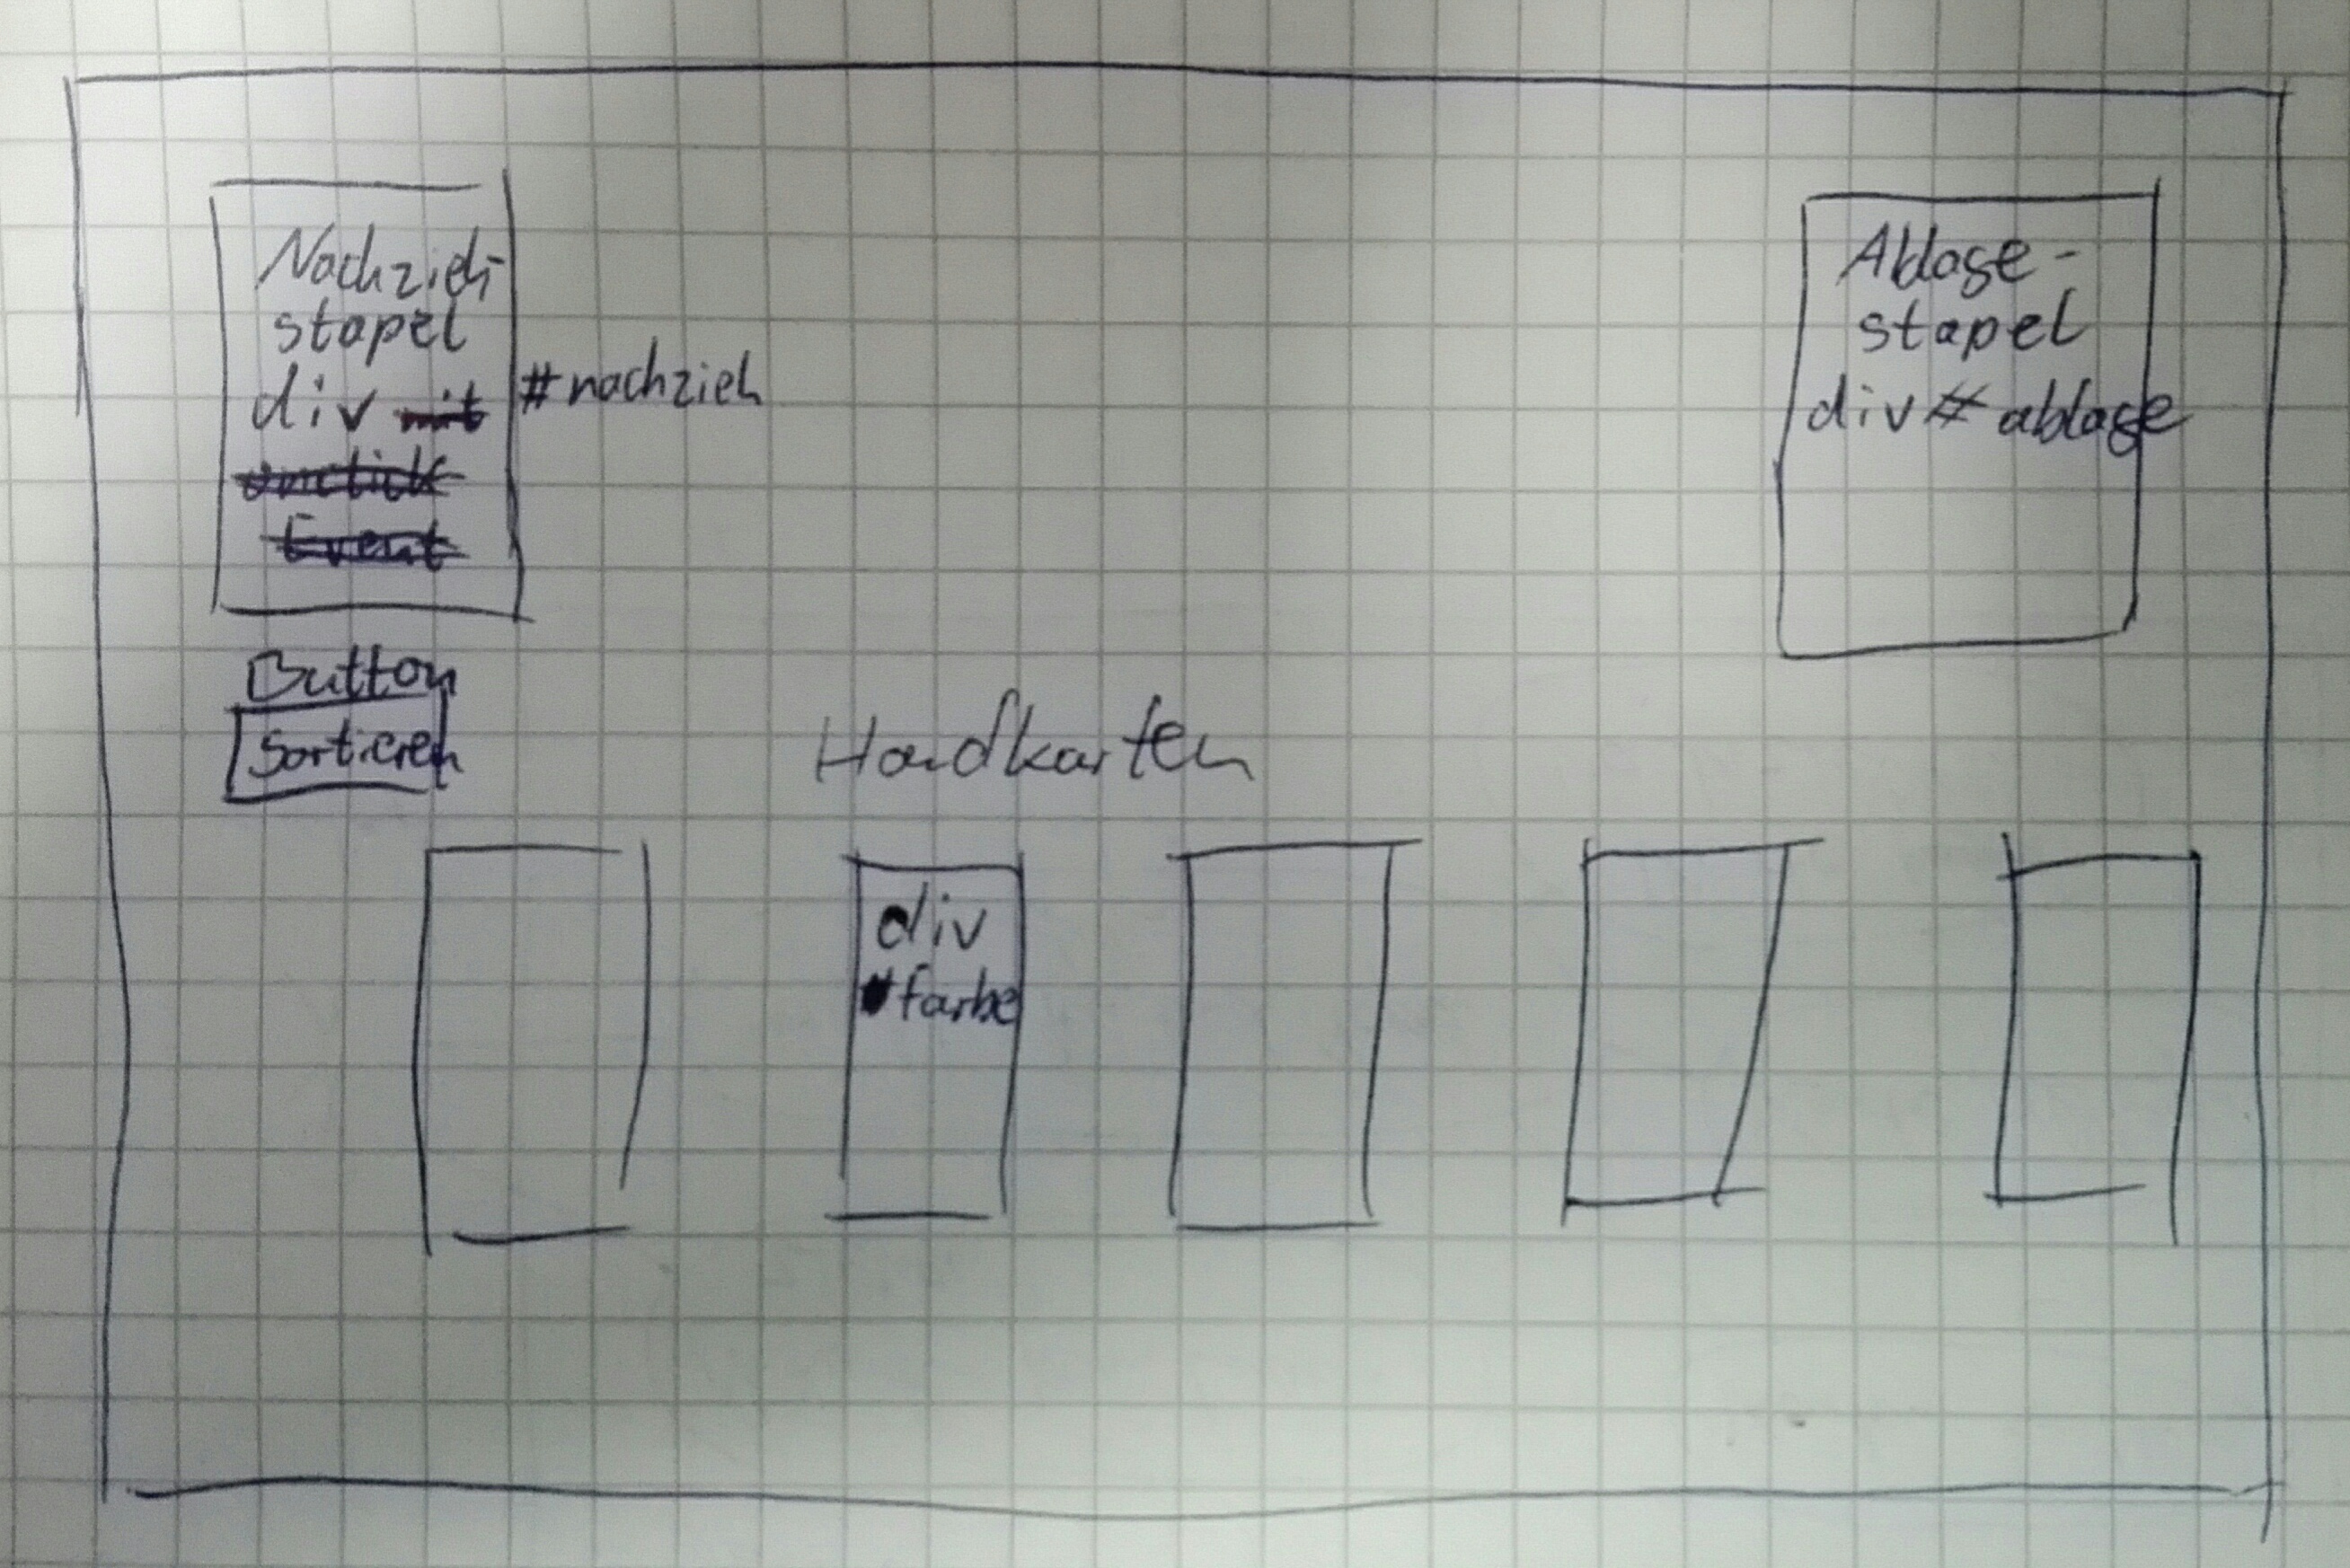 Nachzieh-
stapel
div mit #nachzieh
onclick
Event
Ablage-
stapel
div # ablage
Button
Sortieren
Handkarten
div
farbe